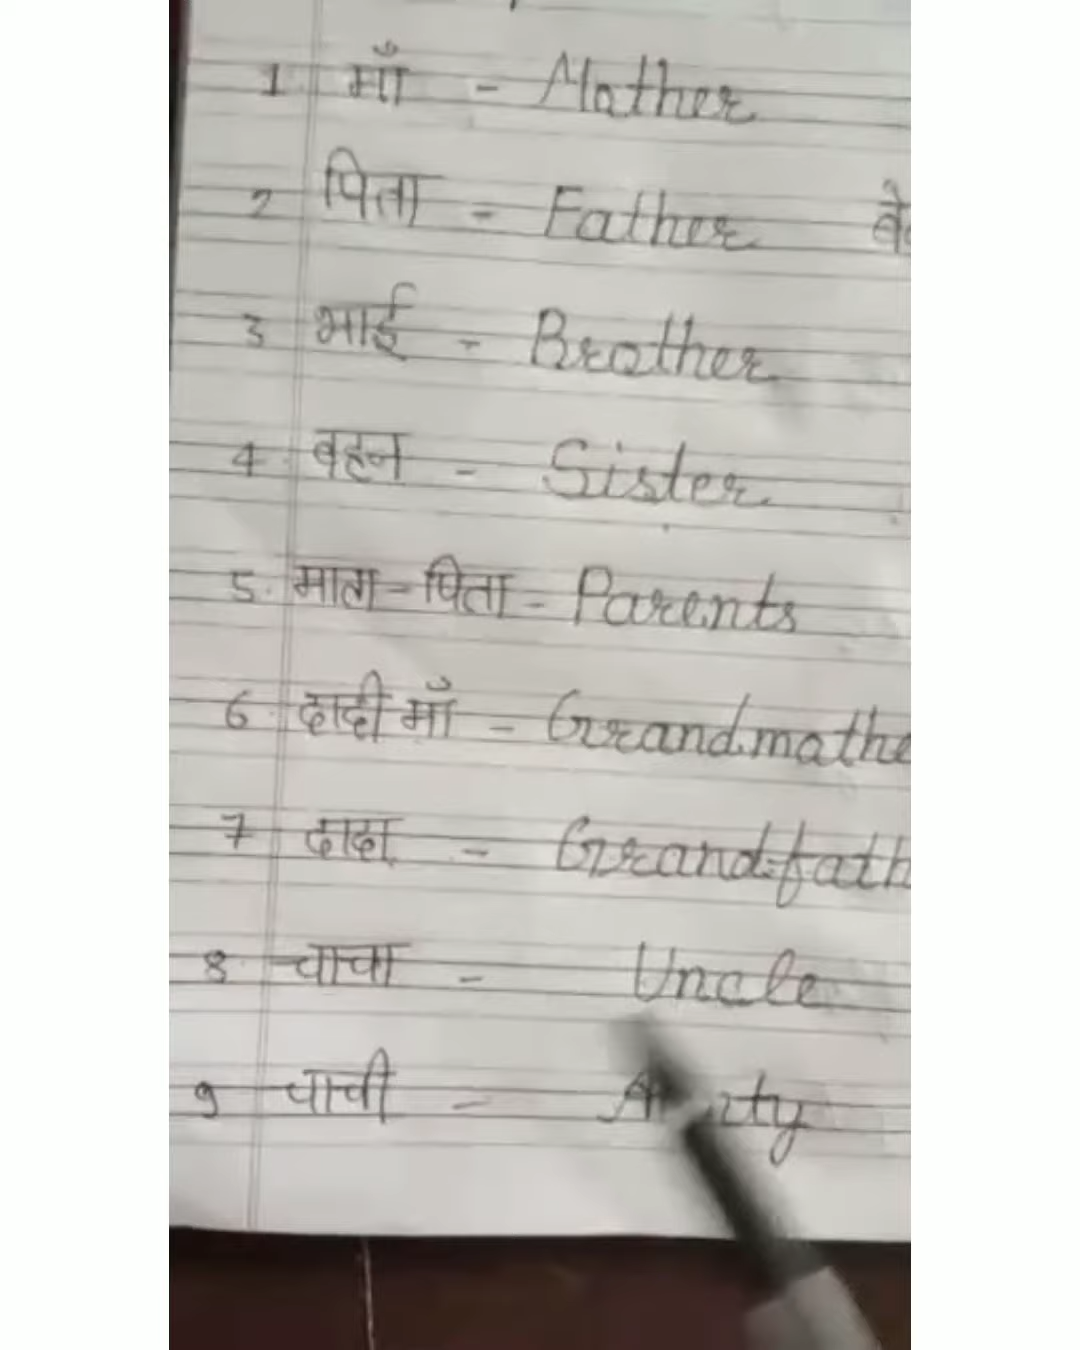 1. माँ - Mother
2 पिता - Father
3 भाई - Brother
4. बहन - Sister
5. माता-पिता - Parents
6. दादी माँ - Grandmothe
7 दादा - Grandfath
8. चाचा - Uncle
9 चाची -